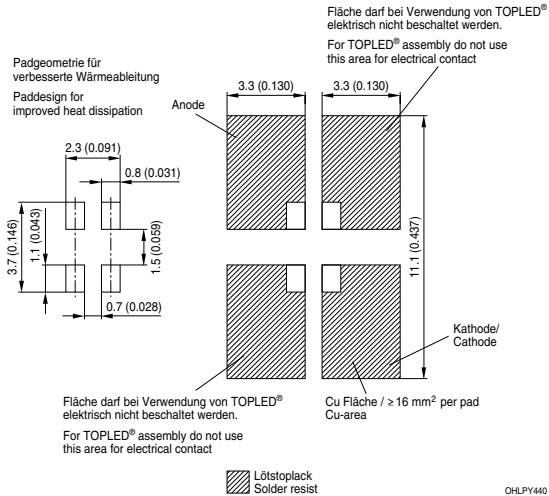 Fläche darf bei Verwendung von TOPLED®
elektrisch nicht beschaltet werden.
For TOPLED® assembly do not use
this area for electrical contact
Padgeometrie für
verbesserte Wärmeableitung
Paddesign for
improved heat dissipation
Anode
3.3 (0.130)
3.3 (0.130)
2.3 (0.091)
0.8 (0.031)
3.7 (0.146)
1.1 (0.043)
1.5 (0.059)
11.1 (0.437)
0.7 (0.028)
Kathode/
Cathode
Fläche darf bei Verwendung von TOPLED®
elektrisch nicht beschaltet werden.
For TOPLED® assembly do not use
this area for electrical contact
Cu Fläche / ≥ 16 mm² per pad
Cu-area
Lötstoplack
Solder resist
OHLPY440